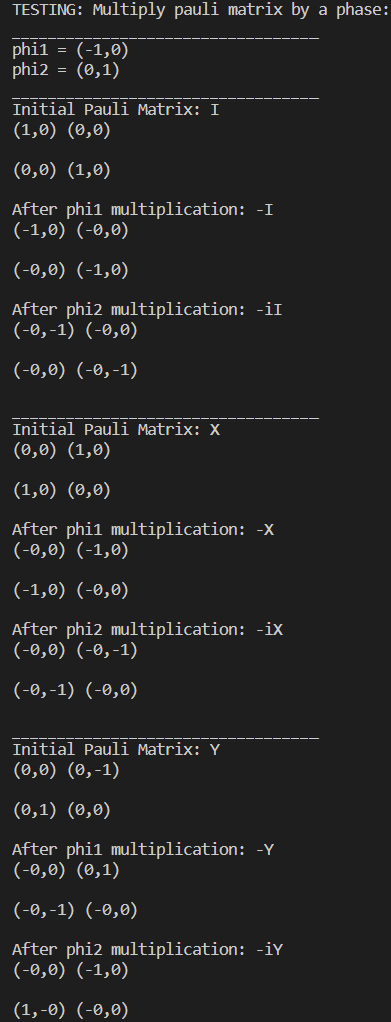 TESTING: Multiply pauli matrix by a phase:
__________________________________
phi1 = (-1,0)
phi2 = (0,1)
__________________________________
Initial Pauli Matrix: I
(1,0) (0,0)
(0,0) (1,0)
After phi1 multiplication: -I
(-1,0) (-0,0)
(-0,0) (-1,0)
After phi2 multiplication: -iI
(-0,-1) (-0,0)
(-0,0) (-0,-1)
__________________________________
Initial Pauli Matrix: X
(0,0) (1,0)
(1,0) (0,0)
After phi1 multiplication: -X
(-0,0) (-1,0)
(-1,0) (-0,0)
After phi2 multiplication: -iX
(-0,0) (-0,-1)
(-0,-1) (-0,0)
__________________________________
Initial Pauli Matrix: Y
(0,0) (0,-1)
(0,1) (0,0)
After phi1 multiplication: -Y
(-0,0) (0,1)
(-0,-1) (-0,0)
After phi2 multiplication: -iY
(-0,0) (-1,0)
(1,-0) (-0,0)